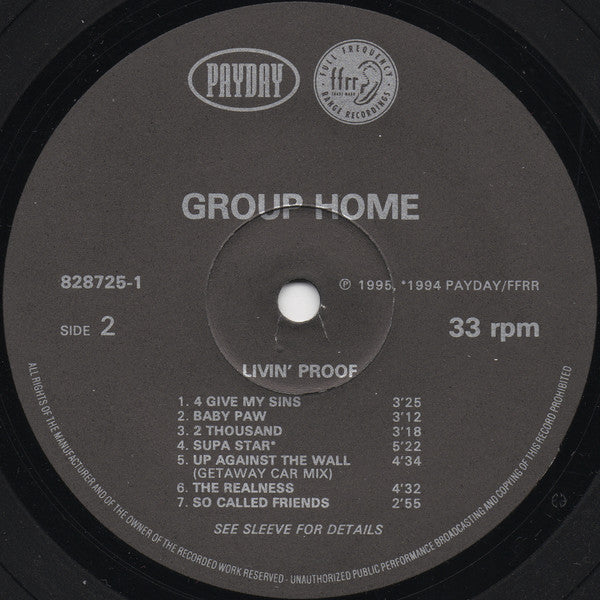 PAYDAY
FULL FREQUENCY
ffrr
TRADE MARK
RANGE RECORDINGS
GROUP HOME
828725-1
℗ 1995, *1994 PAYDAY/FFRR
SIDE 2
33 rpm
LIVIN' PROOF
1. 4 GIVE MY SINS 3'25
2. BABY PAW 3'12
3. 2 THOUSAND 3'18
4. SUPA STAR* 5'22
5. UP AGAINST THE WALL 4'34
(GETAWAY CAR MIX)
6. THE REALNESS 4'32
7. SO CALLED FRIENDS 2'55
SEE SLEEVE FOR DETAILS
ALL RIGHTS OF THE MANUFACTURER AND OF THE OWNER OF THE RECORDED WORK RESERVED - UNAUTHORIZED PUBLIC PERFORMANCE BROADCASTING AND COPYING OF THIS RECORD PROHIBITED